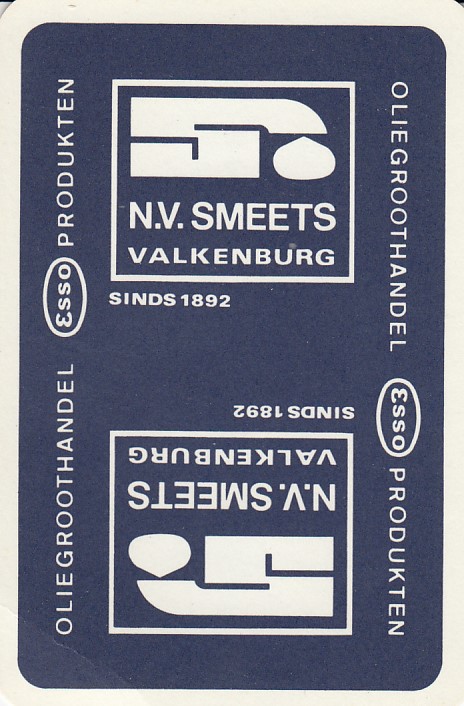 N.V. SMEETS
VALKENBURG
SINDS 1892
OLIEGROOTHANDEL Esso PRODUKTEN
OLIEGROOTHANDEL Esso PRODUKTEN
SINDS 1892
VALKENBURG
N.V. SMEETS